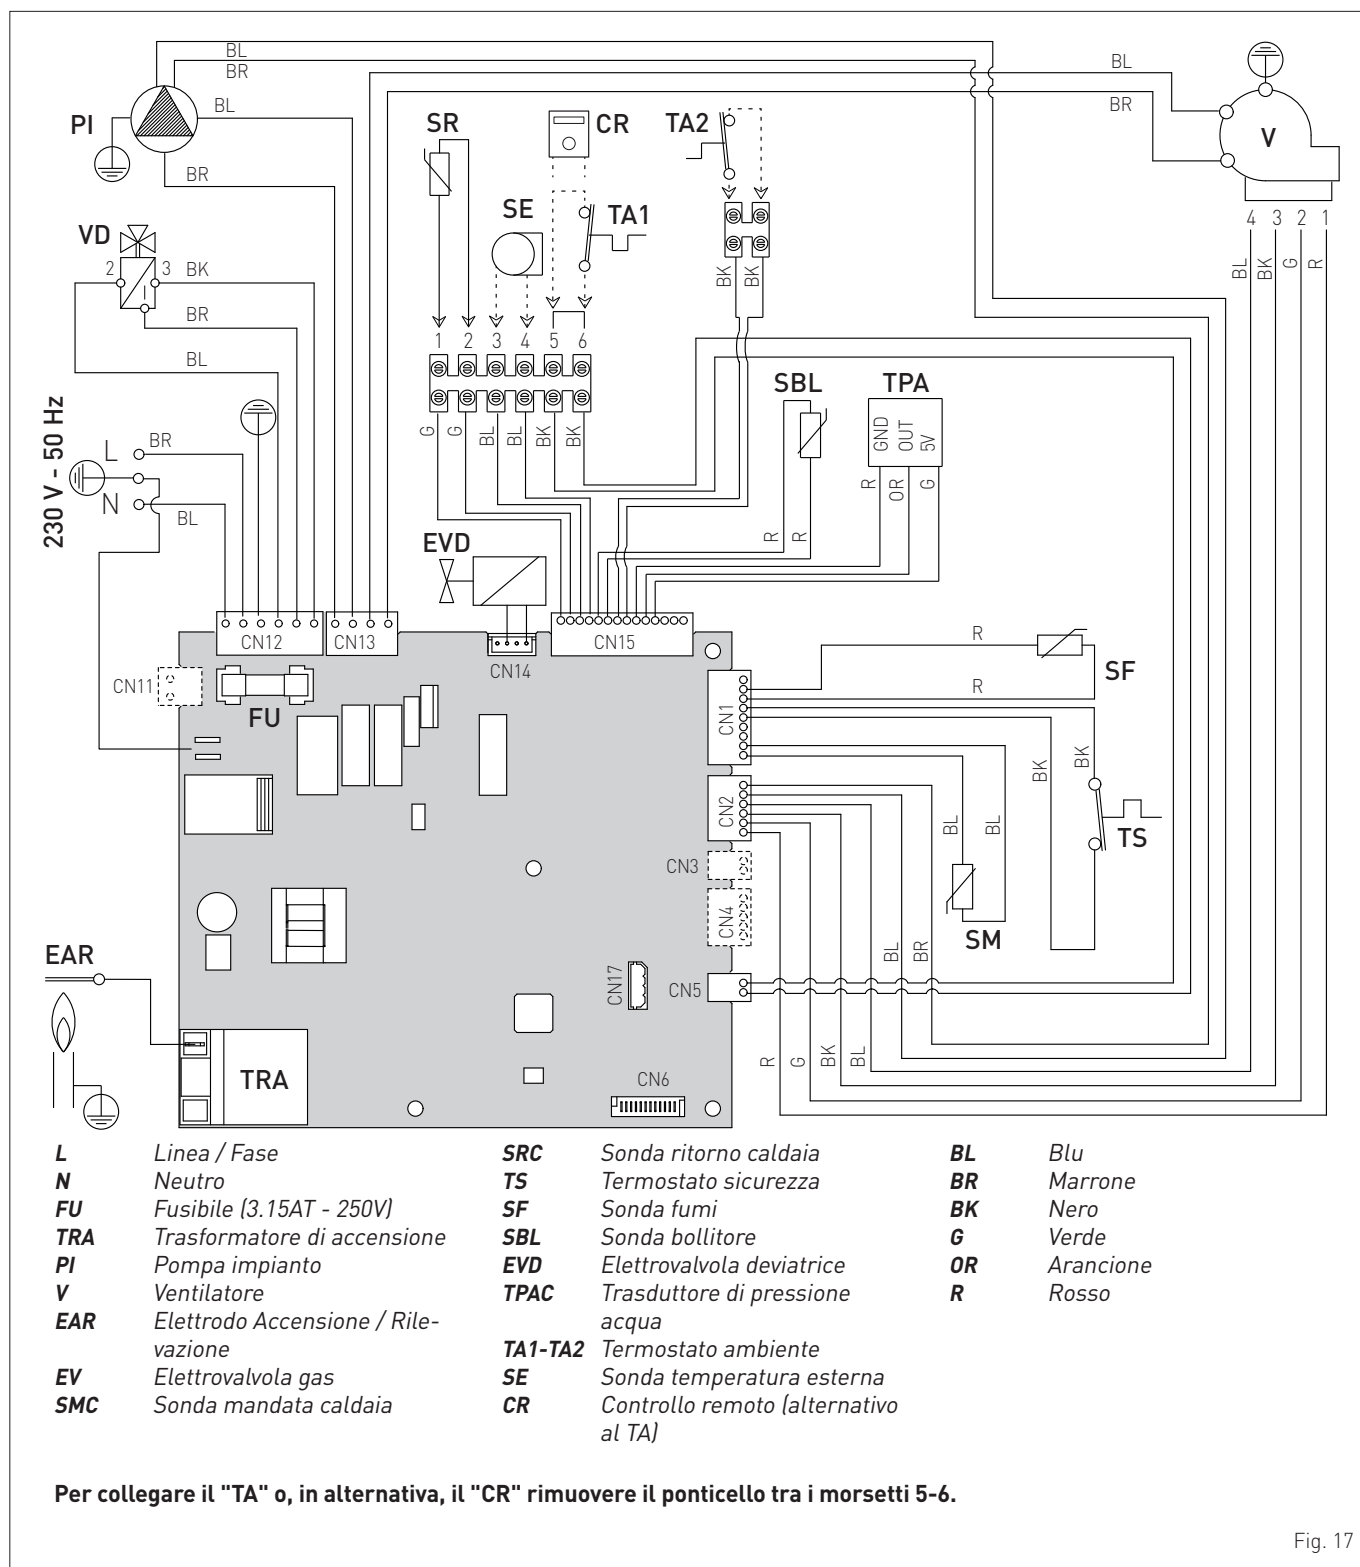 BL
BR
BL
BR
PI
BL
BR
SR
CR
TA2
V
SE
TA1
4 3 2 1
BL BK G R
VD
2 3 BK
BR
BL
BK BK
1 2 3 4 5 6
230 V - 50 Hz
L BR
N
BL
G G BL BL BK BK
SBL
R R
TPA
GND OUT 5V
R OR G
EVD
CN12 CN13 CN14 CN15
CN11
FU
R
R
SF
CN1
BK BK
TS
CN2
BL BL
SM
CN3
CN4
BL BR
CN17
CN5
R G BK BL
EAR
TRA
CN6
L Linea / Fase
N Neutro
FU Fusibile (3.15AT - 250V)
TRA Trasformatore di accensione
PI Pompa impianto
V Ventilatore
EAR Elettrodo Accensione / Rile-
vazione
EV Elettrovalvola gas
SMC Sonda mandata caldaia
SRC Sonda ritorno caldaia
TS Termostato sicurezza
SF Sonda fumi
SBL Sonda bollitore
EVD Elettrovalvola deviatrice
TPAC Trasduttore di pressione
acqua
TA1-TA2 Termostato ambiente
SE Sonda temperatura esterna
CR Controllo remoto (alternativo
al TA)
BL Blu
BR Marrone
BK Nero
G Verde
OR Arancione
R Rosso
Per collegare il "TA" o, in alternativa, il "CR" rimuovere il ponticello tra i morsetti 5-6.
Fig. 17